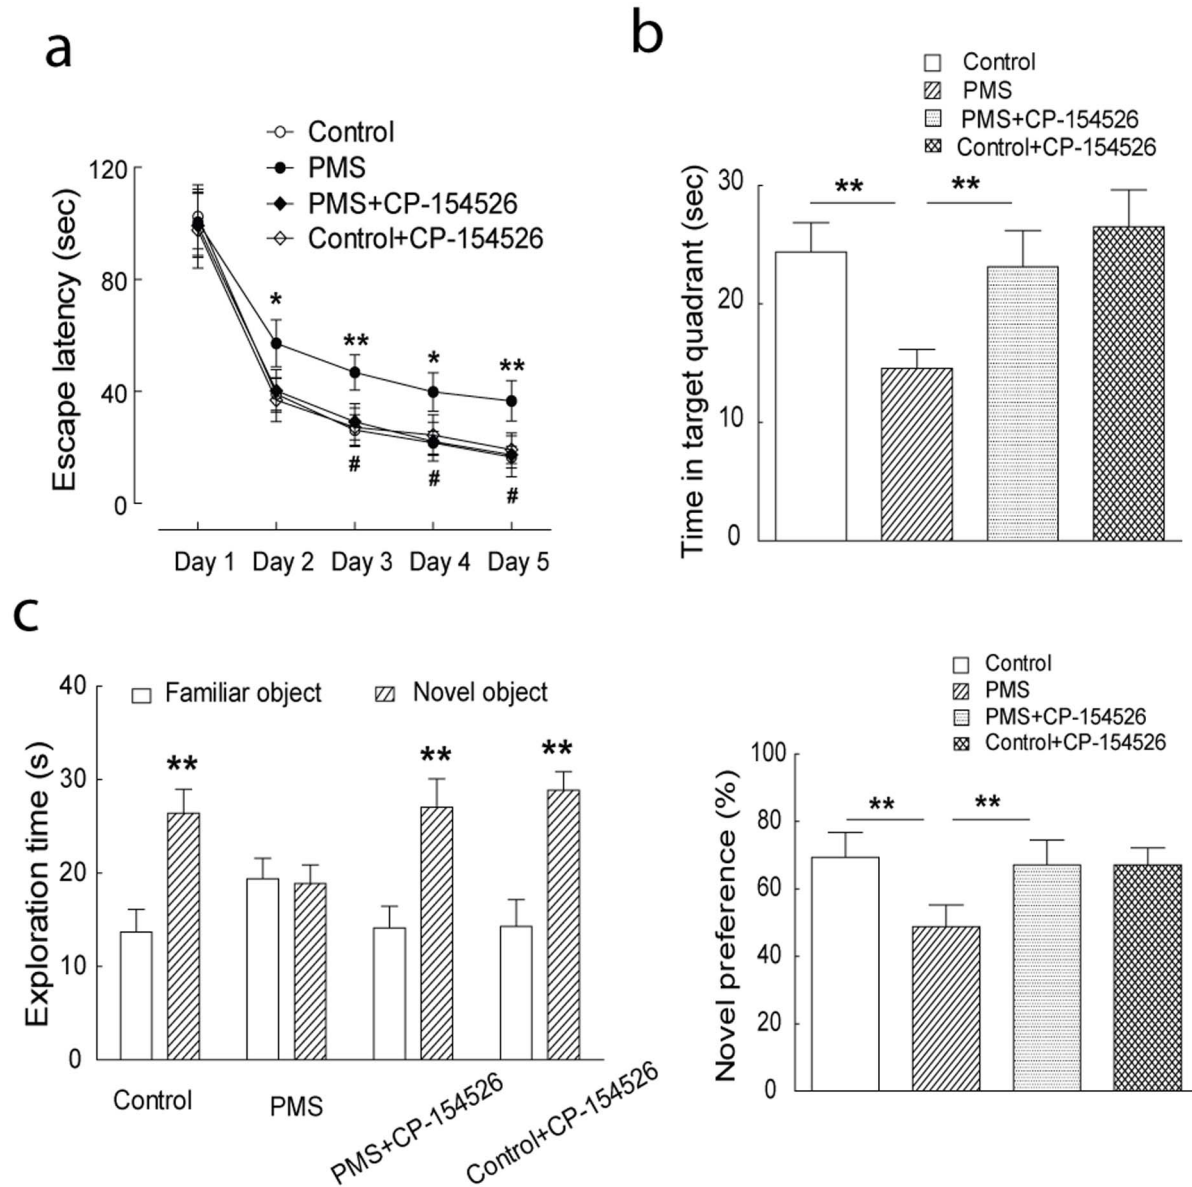 a
Control
PMS
PMS+CP-154526
Control+CP-154526
Escape latency (sec)
120
80
40
0
*
**
*
**
#
#
#
Day 1 Day 2 Day 3 Day 4 Day 5
b
Control
PMS
PMS+CP-154526
Control+CP-154526
Time in target quadrant (sec)
30
20
10
0
** **
c
Familiar object Novel object
Exploration time (s)
40
30
20
10
0
** ** **
Control PMS PMS+CP-154526 Control+CP-154526
Control
PMS
PMS+CP-154526
Control+CP-154526
Novel preference (%)
100
80
60
40
20
0
** **